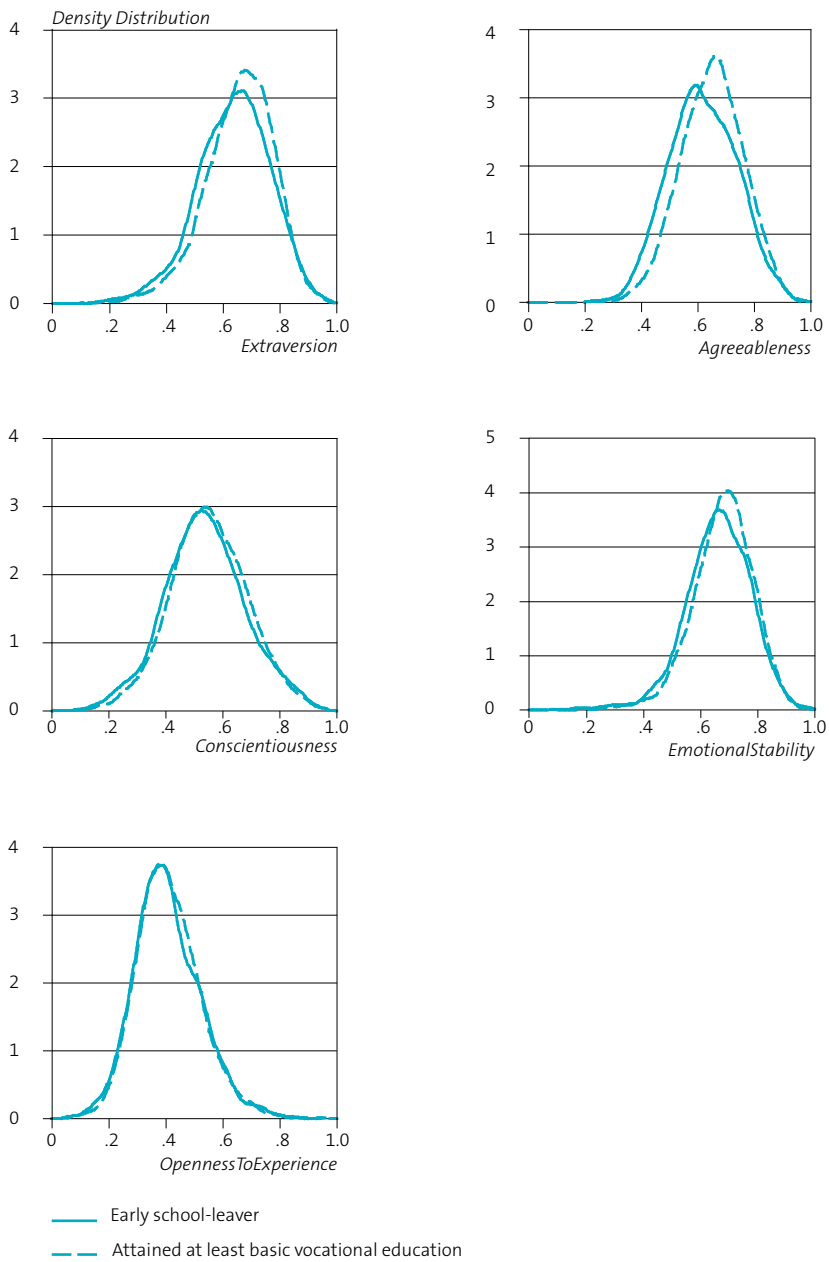 Density Distribution
4
3
2
1
0
0 .2 .4 .6 .8 1.0
Extraversion
4
3
2
1
0
0 .2 .4 .6 .8 1.0
Agreeableness
4
3
2
1
0
0 .2 .4 .6 .8 1.0
Conscientiousness
5
4
3
2
1
0
0 .2 .4 .6 .8 1.0
EmotionalStability
4
3
2
1
0
0 .2 .4 .6 .8 1.0
OpennessToExperience
Early school-leaver
Attained at least basic vocational education